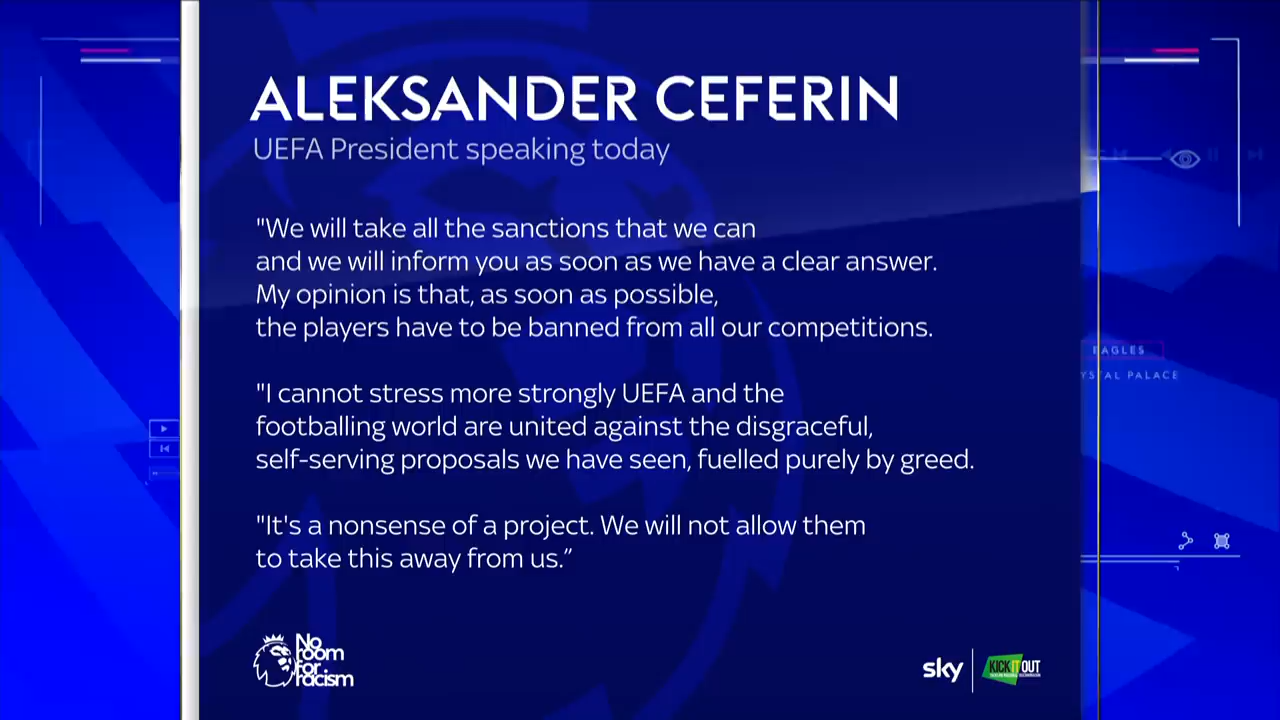 ALEKSANDER CEFERIN
UEFA President speaking today
"We will take all the sanctions that we can
and we will inform you as soon as we have a clear answer.
My opinion is that, as soon as possible,
the players have to be banned from all our competitions.
"I cannot stress more strongly UEFA and the
footballing world are united against the disgraceful,
self-serving proposals we have seen, fuelled purely by greed.
"It's a nonsense of a project. We will not allow them
to take this away from us.”
EAGLES
YSTAL PALACE
No
room
for
racism
sky
KICK IT OUT